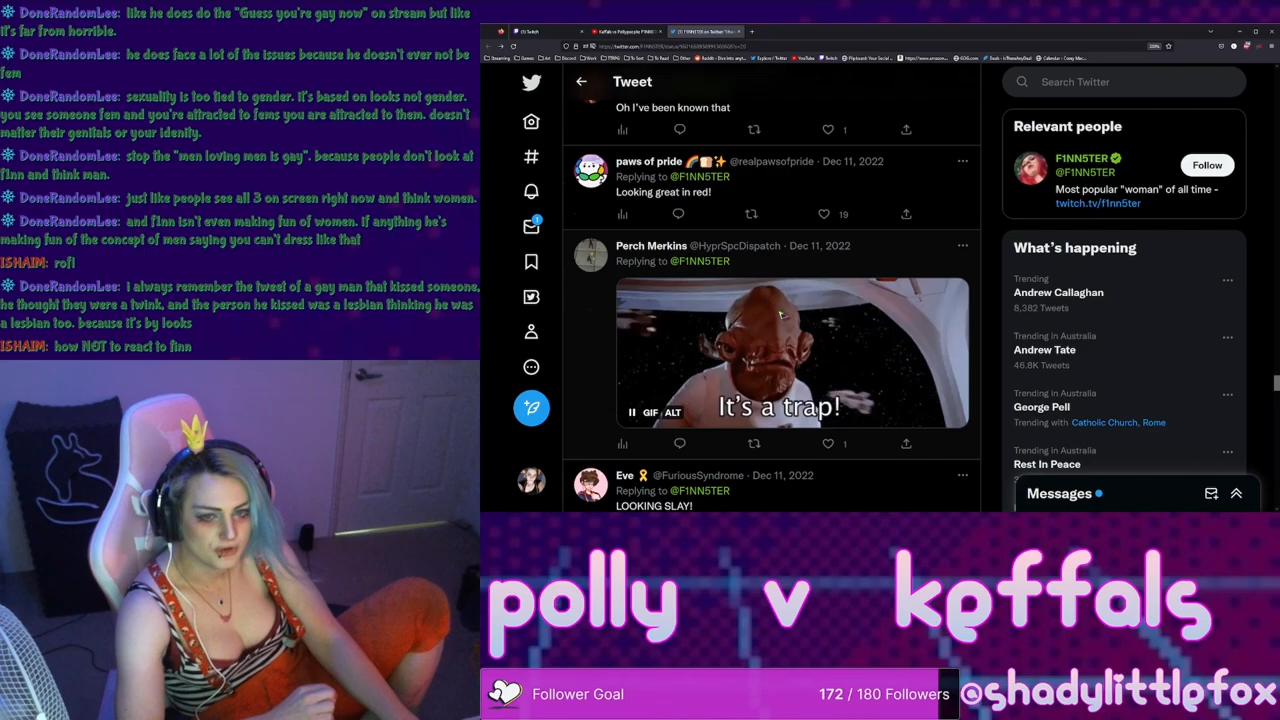 DoneRandomLee: like he does do the "Guess you're gay now" on stream but like
it's far from horrible.
DoneRandomLee: he does face a lot of the issues because he doesn't ever not be
fem
DoneRandomLee: sexuality is too tied to gender. it's based on looks not gender.
you see someone fem and you're attracted to fems you are attracted to them. doesn't
matter their genitals or your idenity.
DoneRandomLee: stop the "men loving men is gay". because people don't look at
f1nn and think man.
DoneRandomLee: just like people see all 3 on screen right now and think women.
DoneRandomLee: and f1nn isn't even making fun of women. if anything he's
making fun of the concept of men saying you can't dress like that
ISHAIM: rofl
DoneRandomLee: I always remember the tweet of a gay man that kissed someone,
he thought they were a twink, and the person he kissed was a lesbian thinking he was
a lesbian too. because it's by looks
ISHAIM: how NOT to react to finn
Twitch
Tweet
Oh I've been known that
1
paws of pride @realpawsofpride · Dec 11, 2022
Replying to @F1NN5TER
Looking great in red!
19
Perch Merkins @HyprSpcDispatch · Dec 11, 2022
Replying to @F1NN5TER
It's a trap!
GIF ALT
1
Eve @FuriousSyndrome · Dec 11, 2022
Replying to @F1NN5TER
LOOKING SLAY!
1
Search Twitter
Relevant people
F1NN5TER
@F1NN5TER
Follow
Most popular "woman" of all time -
twitch.tv/f1nn5ter
What's happening
Trending
Andrew Callaghan
8,382 Tweets
Trending in Australia
Andrew Tate
46.8K Tweets
Trending in Australia
George Pell
Trending with Catholic Church, Rome
Trending in Australia
Rest In Peace
Messages
polly v keffals
Follower Goal 172 / 180 Followers
@shadylittlefox